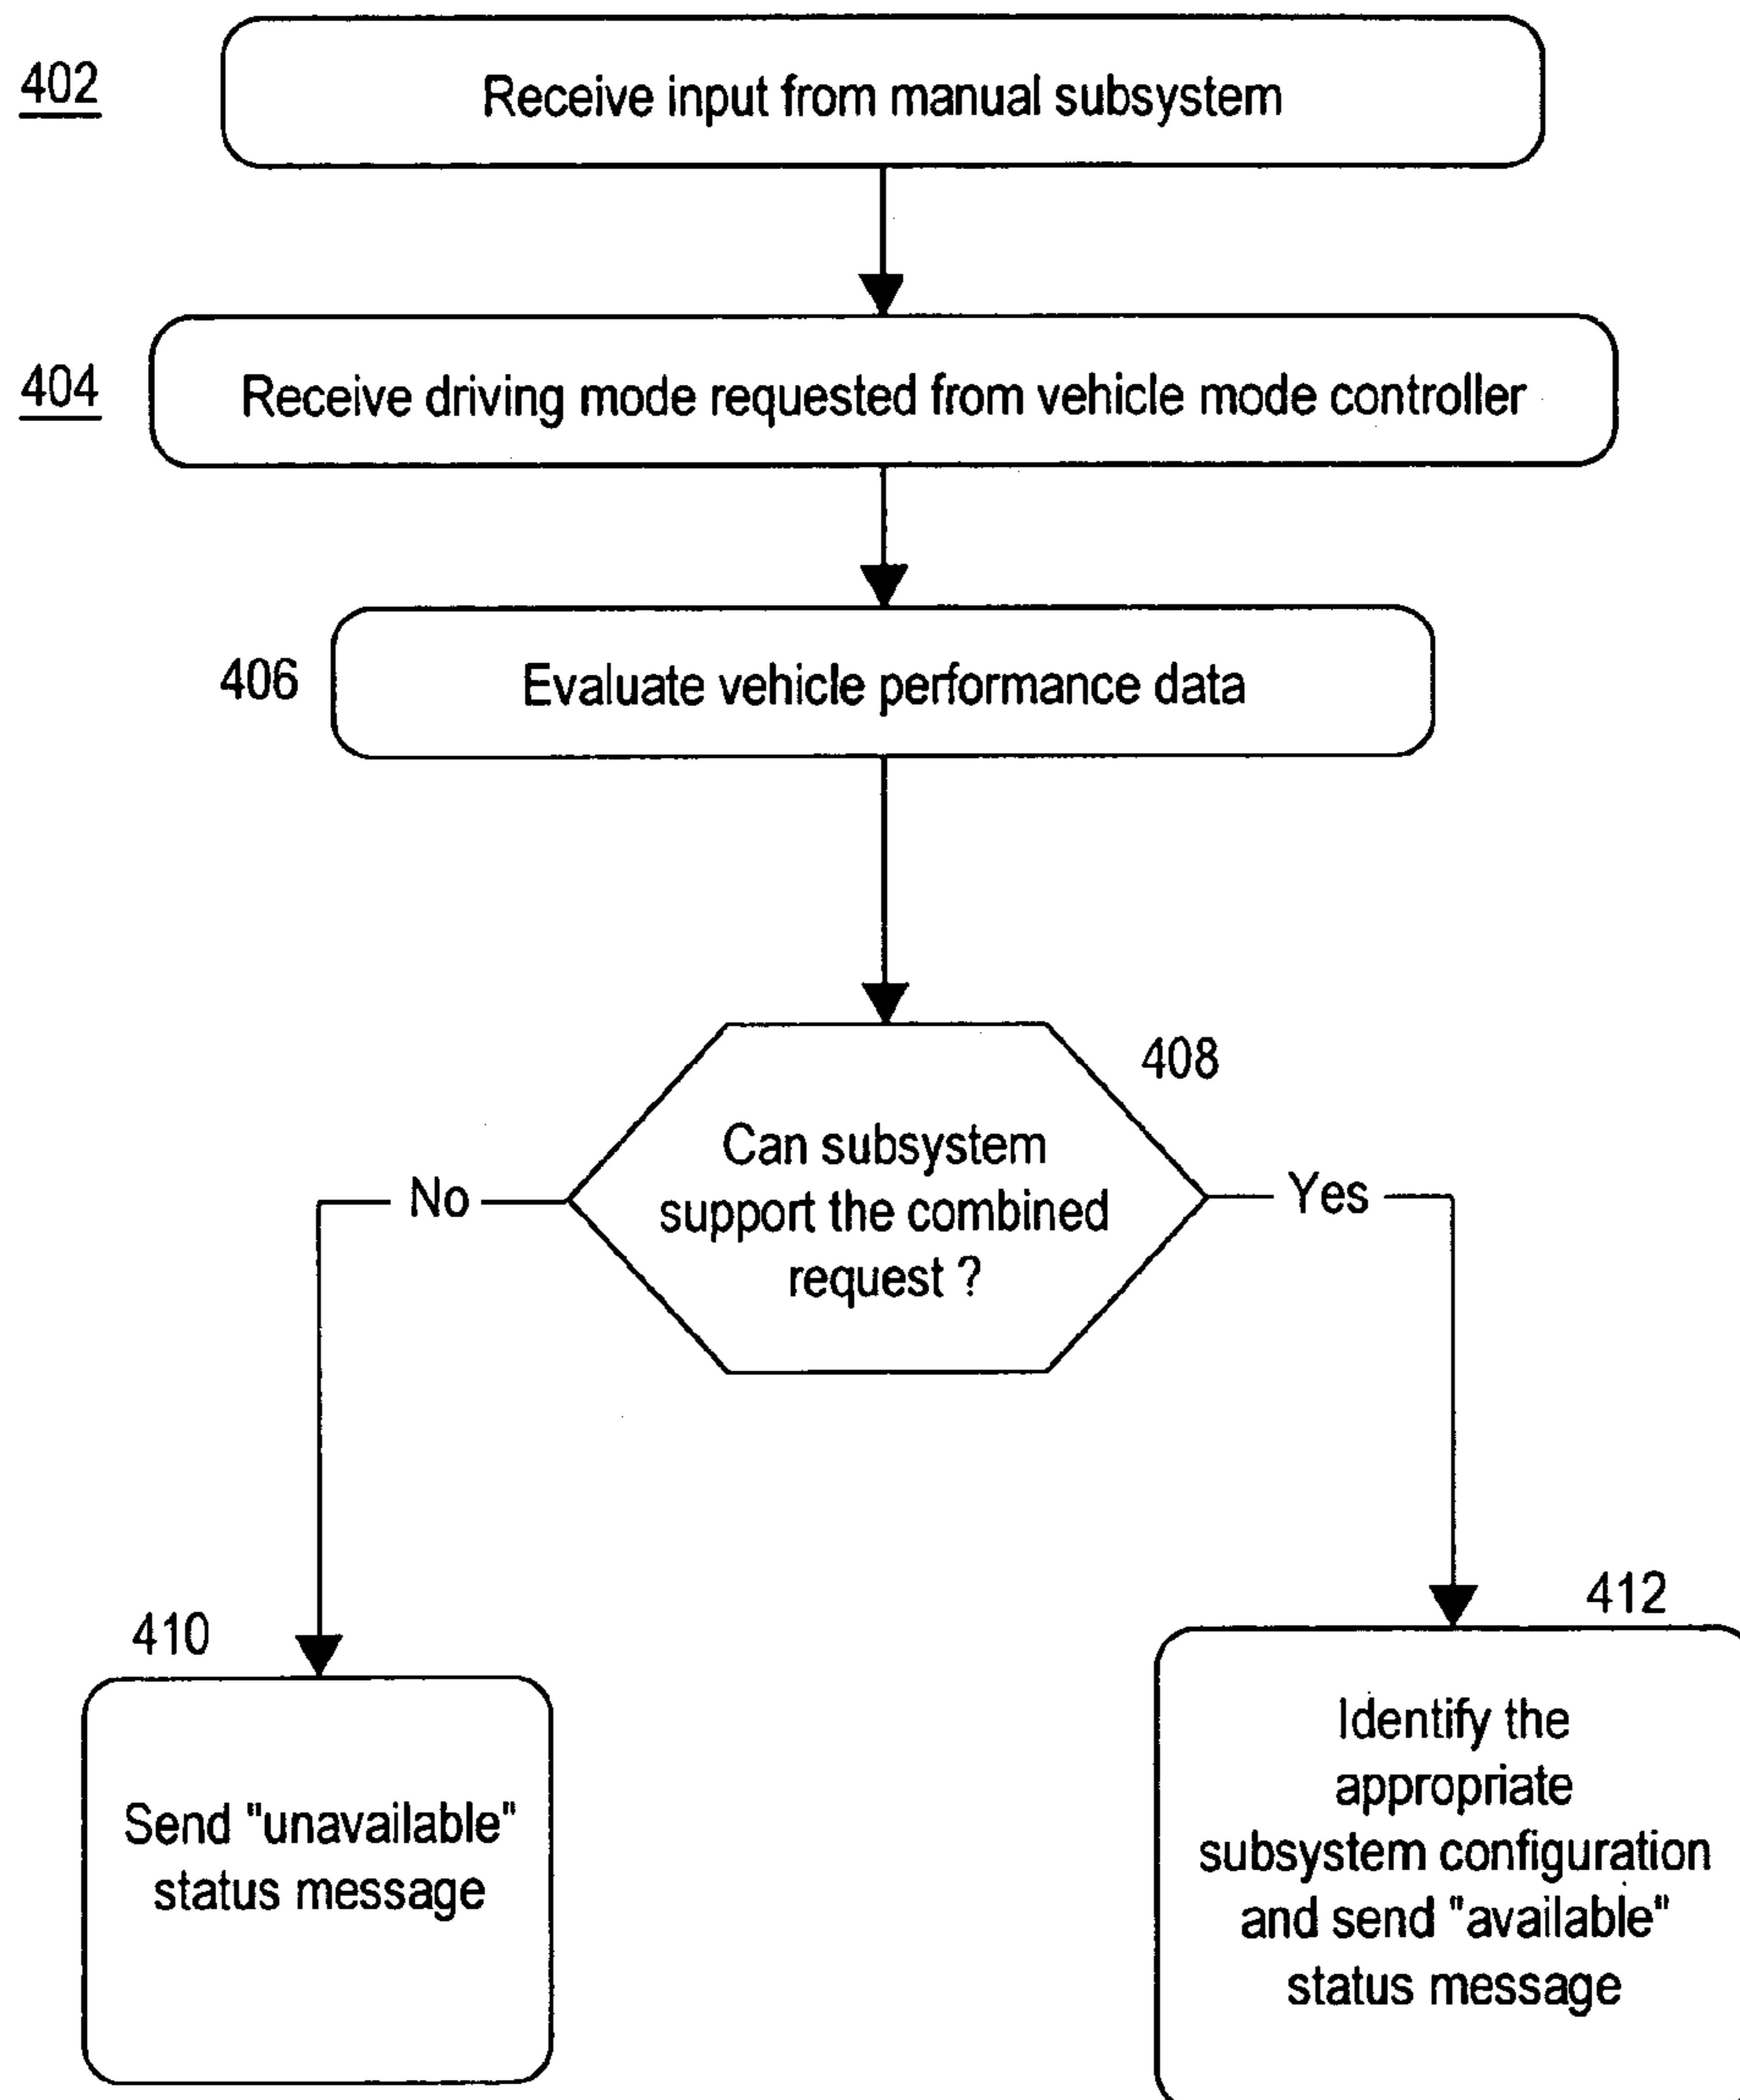 402
Receive input from manual subsystem
404
Receive driving mode requested from vehicle mode controller
406
Evaluate vehicle performance data
408
Can subsystem
support the combined
request ?
No
Yes
410
Send "unavailable"
status message
412
Identify the
appropriate
subsystem configuration
and send "available"
status message